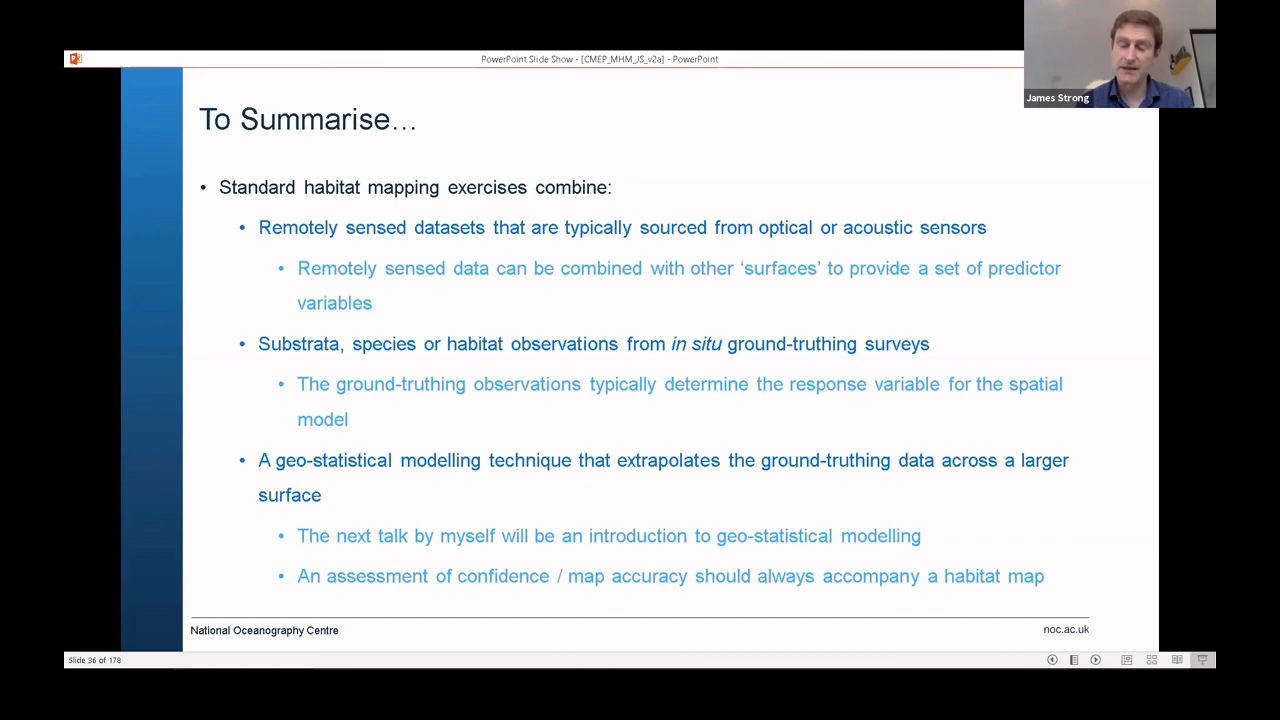 PowerPoint Slide Show - [CMEP_MHM_JS_v2a] - PowerPoint
James Strong
To Summarise…
• Standard habitat mapping exercises combine:
• Remotely sensed datasets that are typically sourced from optical or acoustic sensors
• Remotely sensed data can be combined with other ‘surfaces’ to provide a set of predictor
variables
• Substrata, species or habitat observations from in situ ground-truthing surveys
• The ground-truthing observations typically determine the response variable for the spatial
model
• A geo-statistical modelling technique that extrapolates the ground-truthing data across a larger
surface
• The next talk by myself will be an introduction to geo-statistical modelling
• An assessment of confidence / map accuracy should always accompany a habitat map
National Oceanography Centre
noc.ac.uk
Slide 36 of 178